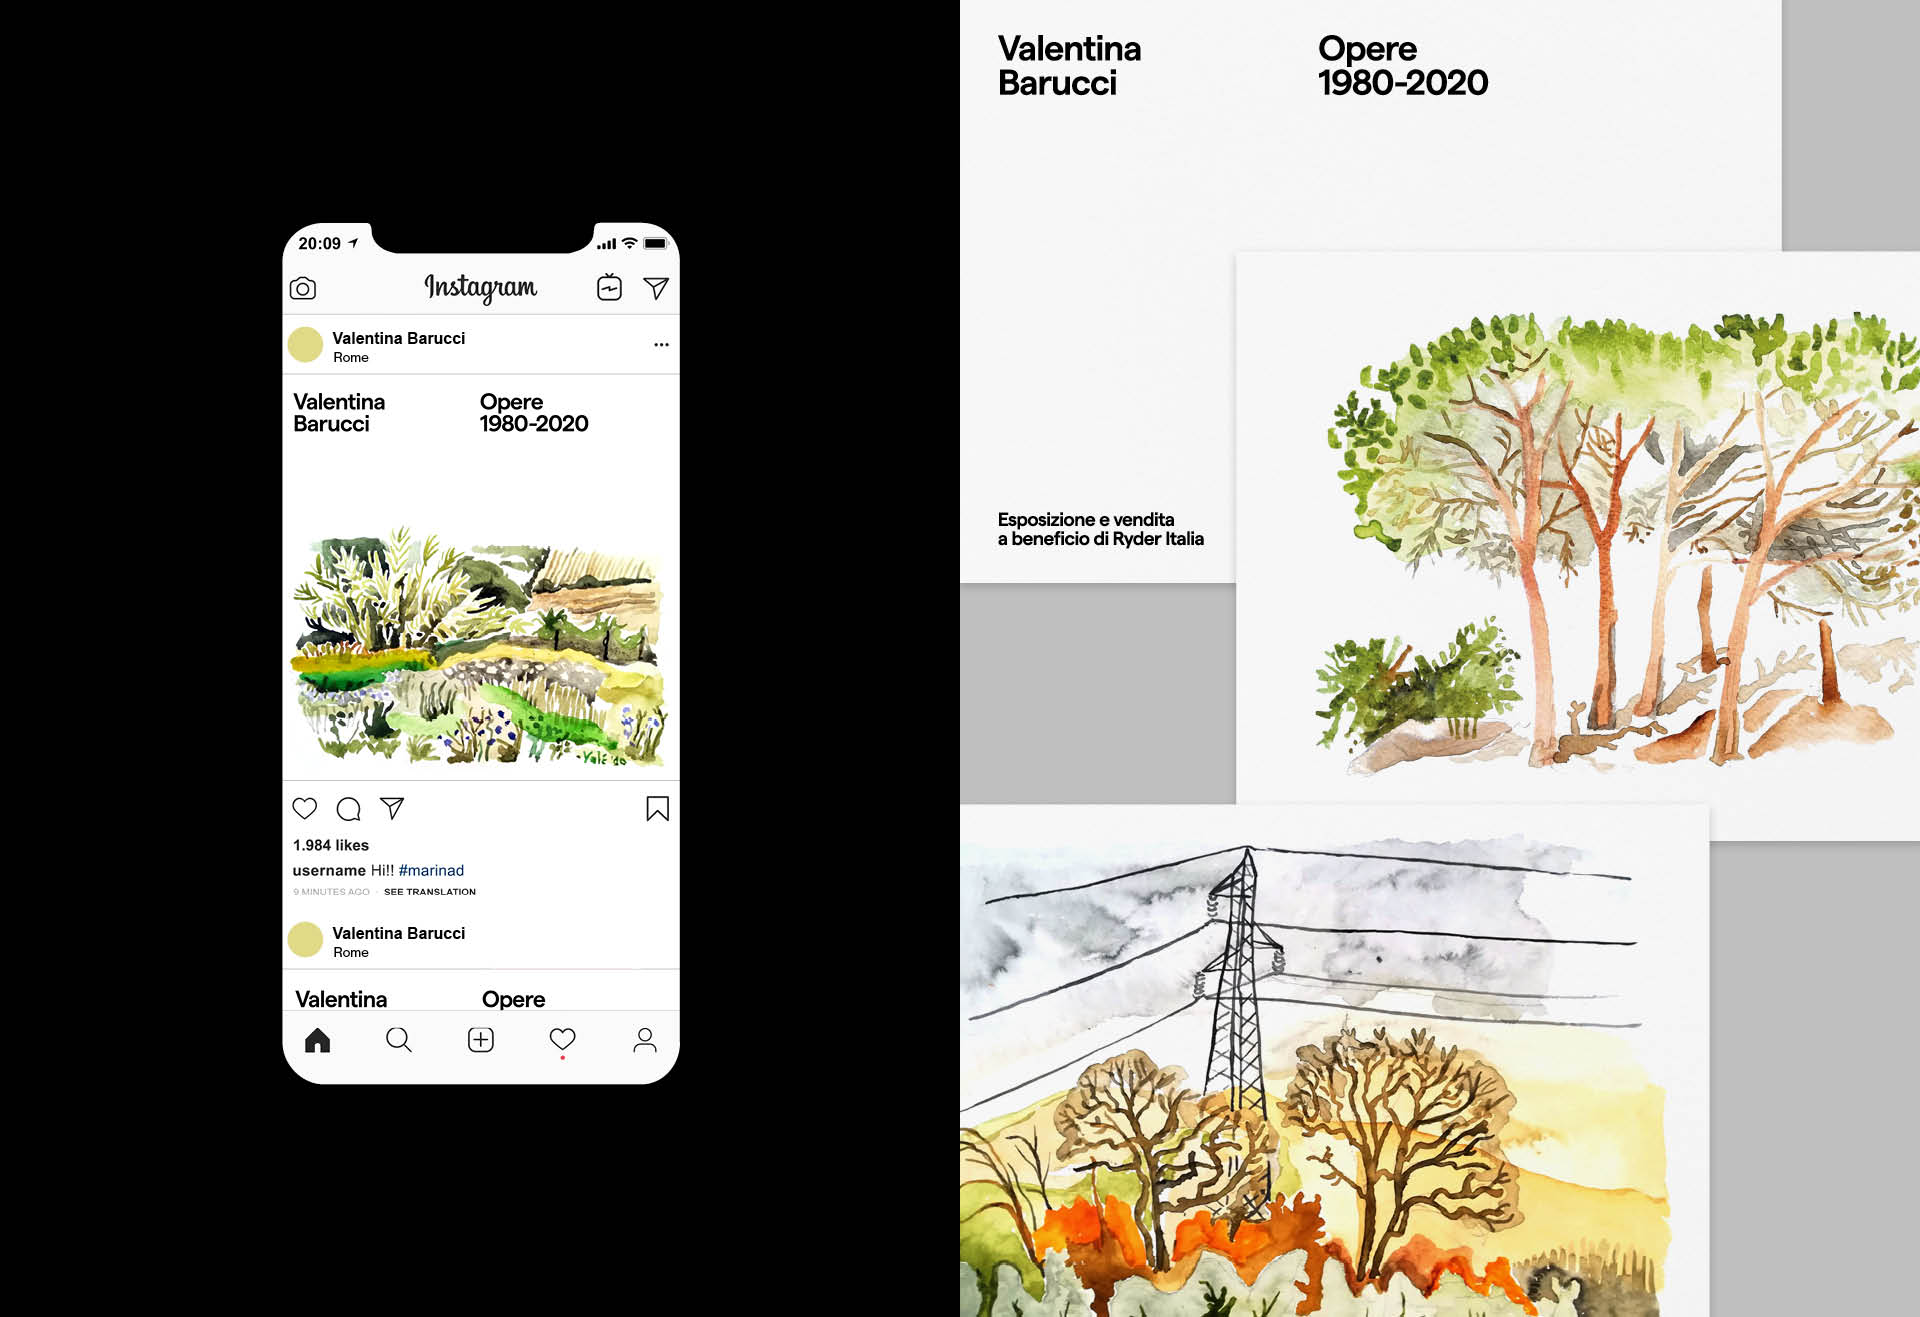 20:09
Instagram
Valentina Barucci
Rome
Valentina
Barucci
Opere
1980-2020
1.984 likes
username Hi!! #marinad
9 MINUTES AGO · SEE TRANSLATION
Valentina Barucci
Rome
Valentina
Opere
Valentina
Barucci
Opere
1980-2020
Esposizione e vendita
a beneficio di Ryder Italia